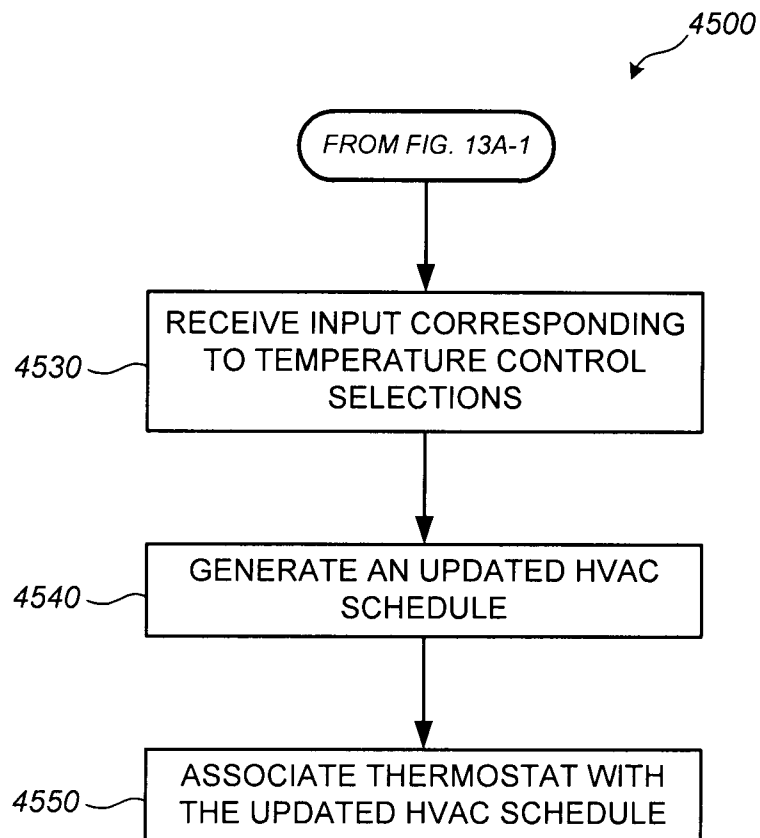 4500
FROM FIG. 13A-1
4530
RECEIVE INPUT CORRESPONDING
TO TEMPERATURE CONTROL
SELECTIONS
4540
GENERATE AN UPDATED HVAC
SCHEDULE
4550
ASSOCIATE THERMOSTAT WITH
THE UPDATED HVAC SCHEDULE